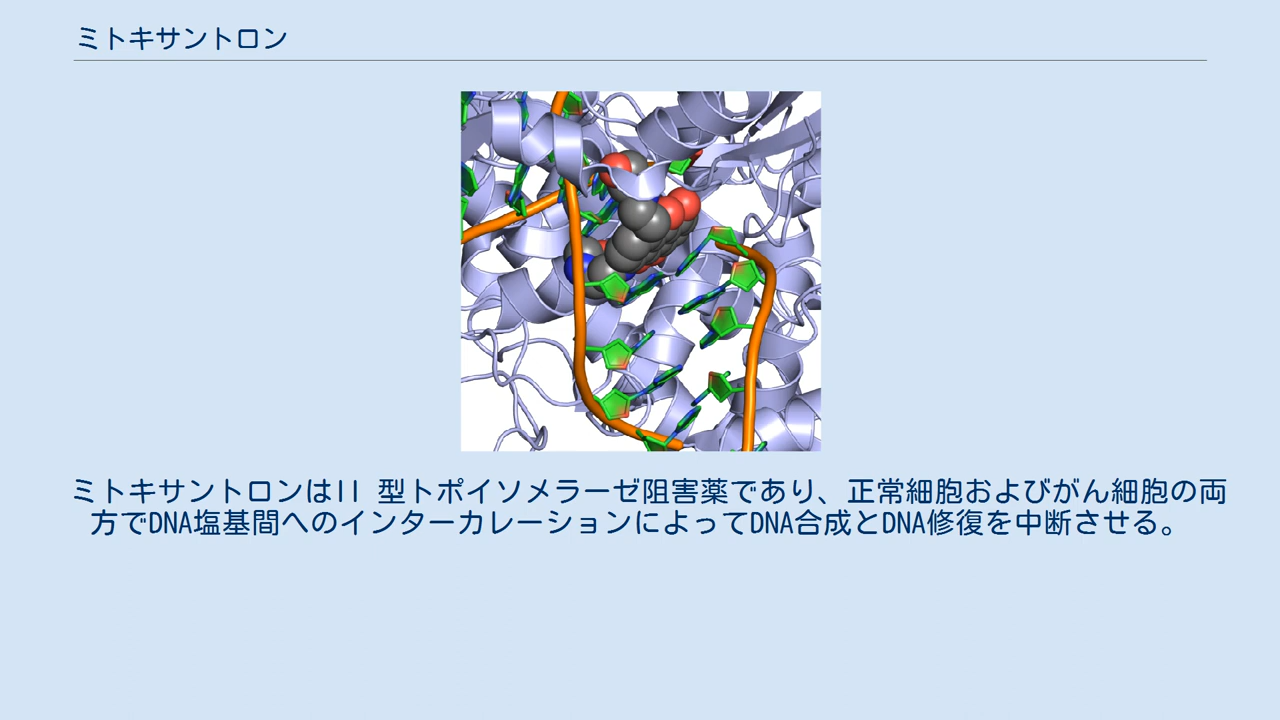 ミトキサントロン
ミトキサントロンはII 型トポイソメラーゼ阻害薬であり、正常細胞およびがん細胞の両
方でDNA塩基間へのインターカレーションによってDNA合成とDNA修復を中断させる。